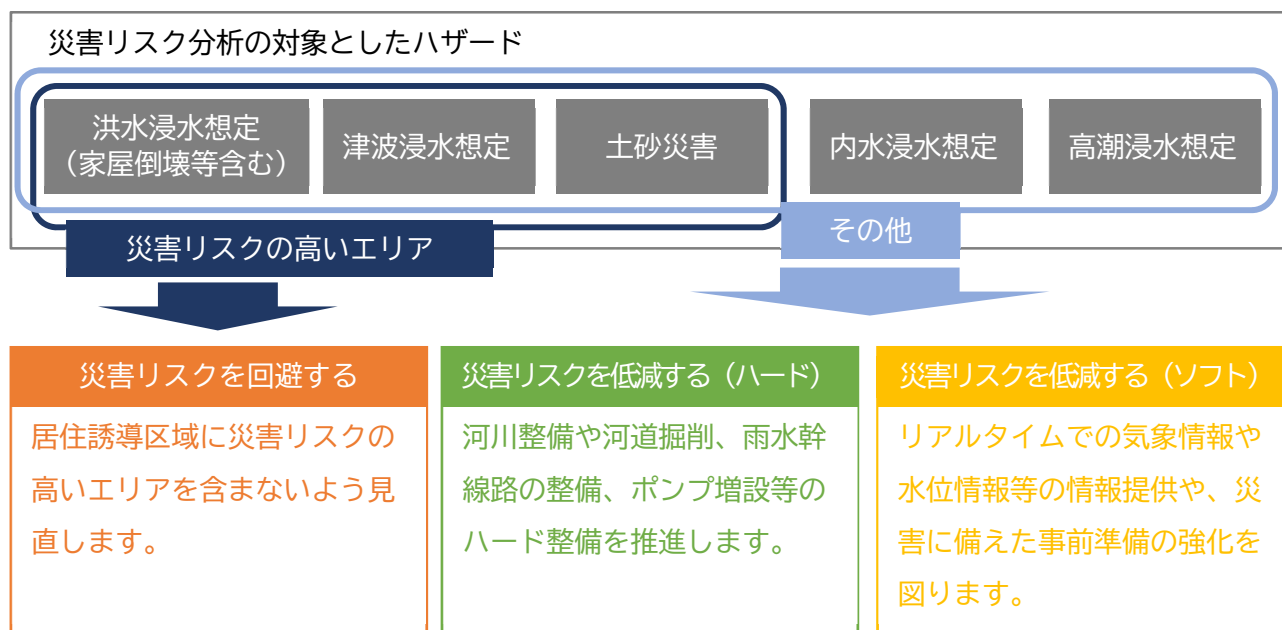 災害リスク分析の対象としたハザード
洪水浸水想定
（家屋倒壊等含む）
津波浸水想定
土砂災害
内水浸水想定
高潮浸水想定
災害リスクの高いエリア
その他
災害リスクを回避する
居住誘導区域に災害リスクの
高いエリアを含まないよう見
直します。
災害リスクを低減する（ハード）
河川整備や河道掘削、雨水幹
線路の整備、ポンプ増設等の
ハード整備を推進します。
災害リスクを低減する（ソフト）
リアルタイムでの気象情報や
水位情報等の情報提供や、災
害に備えた事前準備の強化を
図ります。